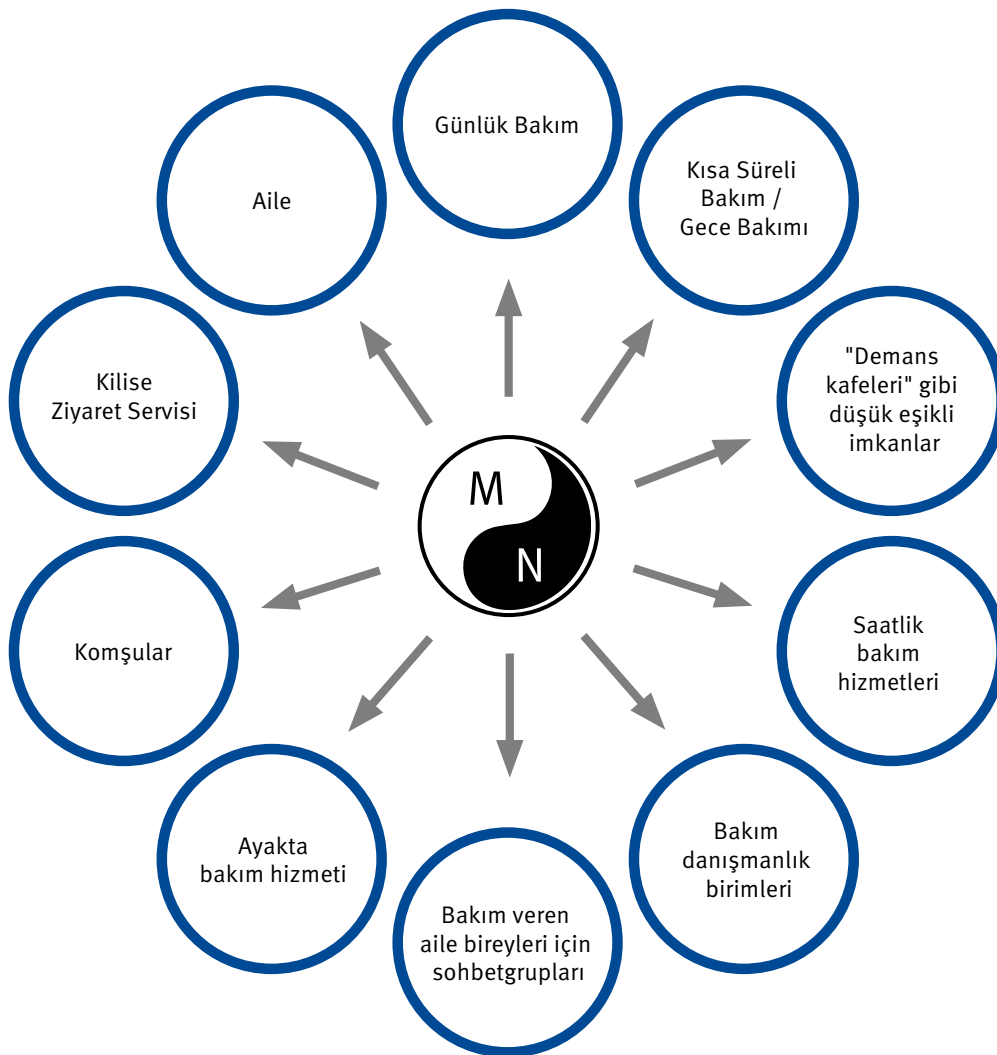 Günlük Bakım
Kısa Süreli
Bakım /
Gece Bakımı
"Demans
kafeleri" gibi
düşük eşikli
imkanlar
Saatlik
bakım
hizmetleri
Bakım
danışmanlık
birimleri
Bakım veren
aile bireyleri için
sohbetgrupları
Ayakta
bakım hizmeti
Komşular
Kilise
Ziyaret Servisi
Aile
M
N